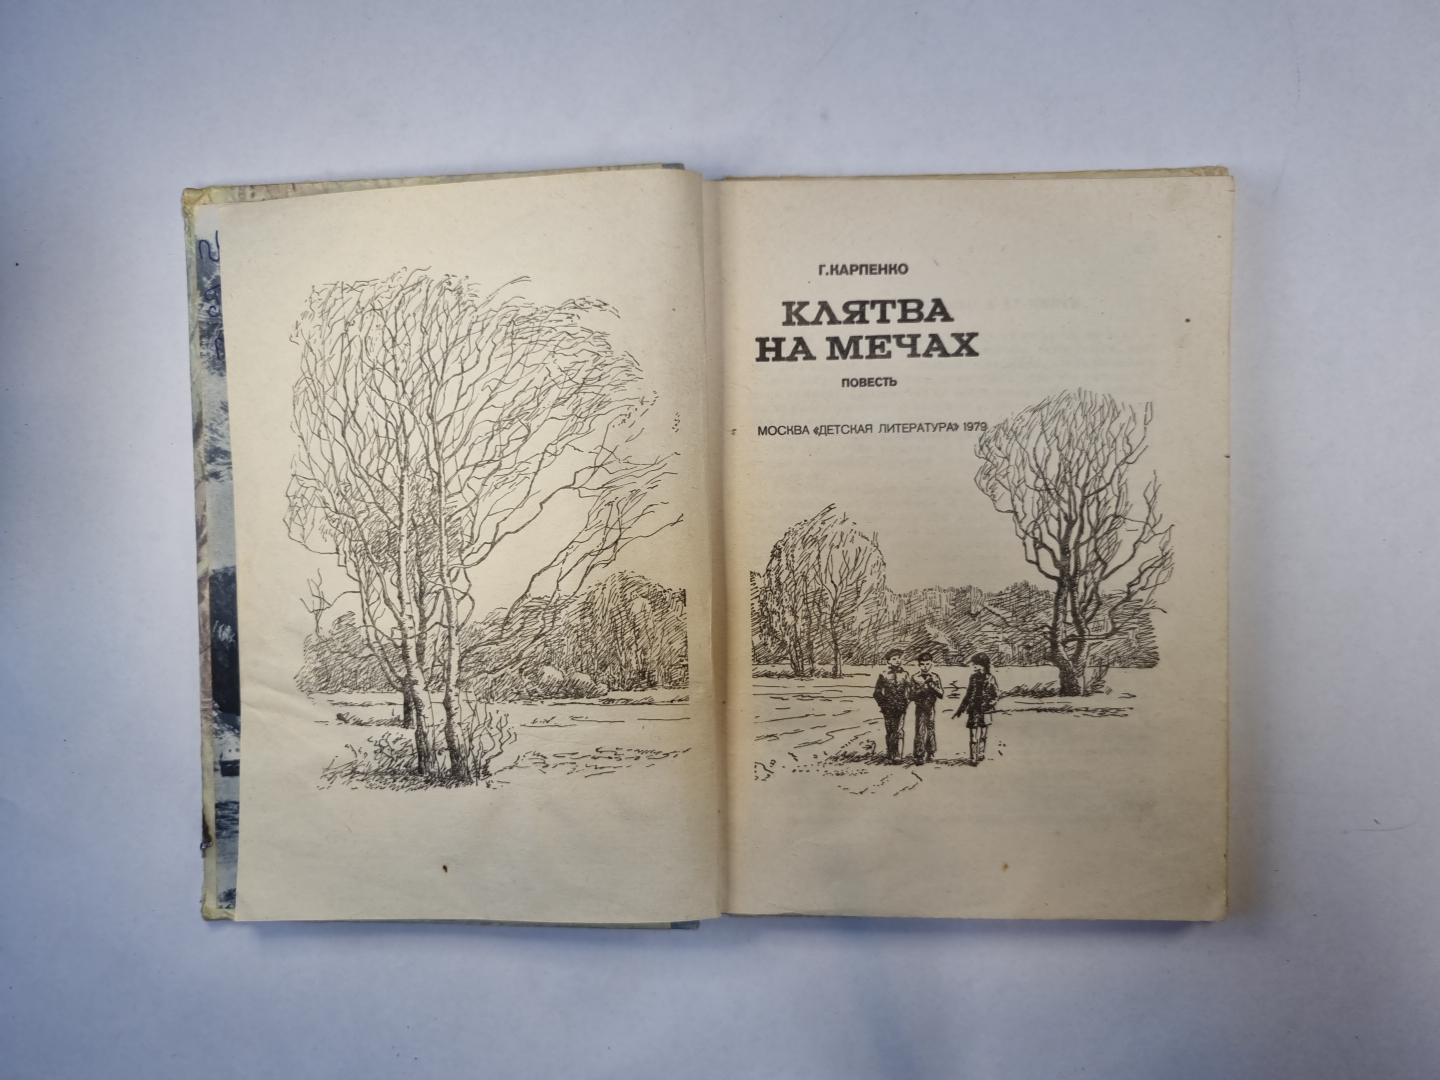 Г. КАРПЕНКО
КЛЯТВА
НА МЕЧАХ
ПОВЕСТЬ
МОСКВА «ДЕТСКАЯ ЛИТЕРАТУРА» 1979